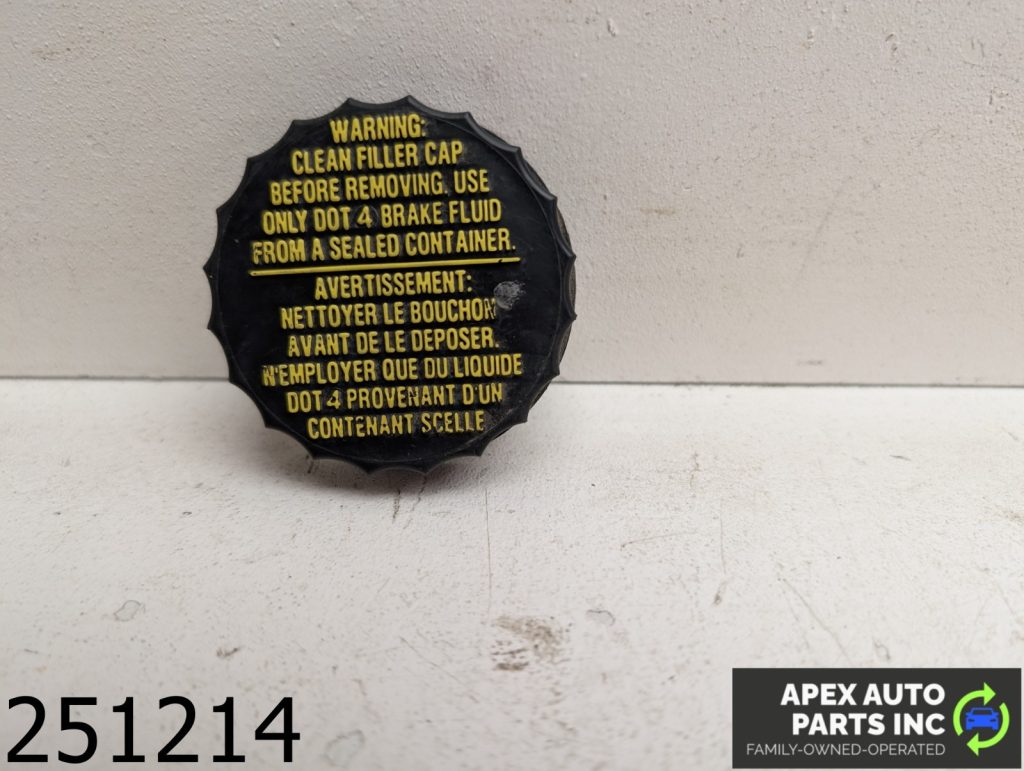 WARNING:
CLEAN FILLER CAP
BEFORE REMOVING. USE
ONLY DOT 4 BRAKE FLUID
FROM A SEALED CONTAINER.
AVERTISSEMENT:
NETTOYER LE BOUCHON
AVANT DE LE DEPOSER.
N'EMPLOYER QUE DU LIQUIDE
DOT 4 PROVENANT D'UN
CONTENANT SCELLE
251214
APEX AUTO
PARTS INC
FAMILY-OWNED-OPERATED